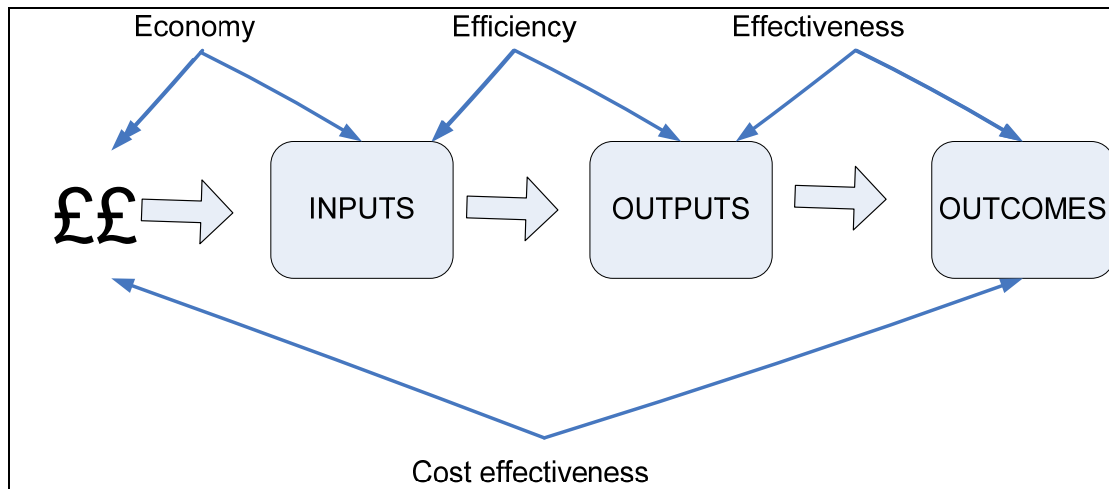 Economy
Efficiency
Effectiveness
££
INPUTS
OUTPUTS
OUTCOMES
Cost effectiveness